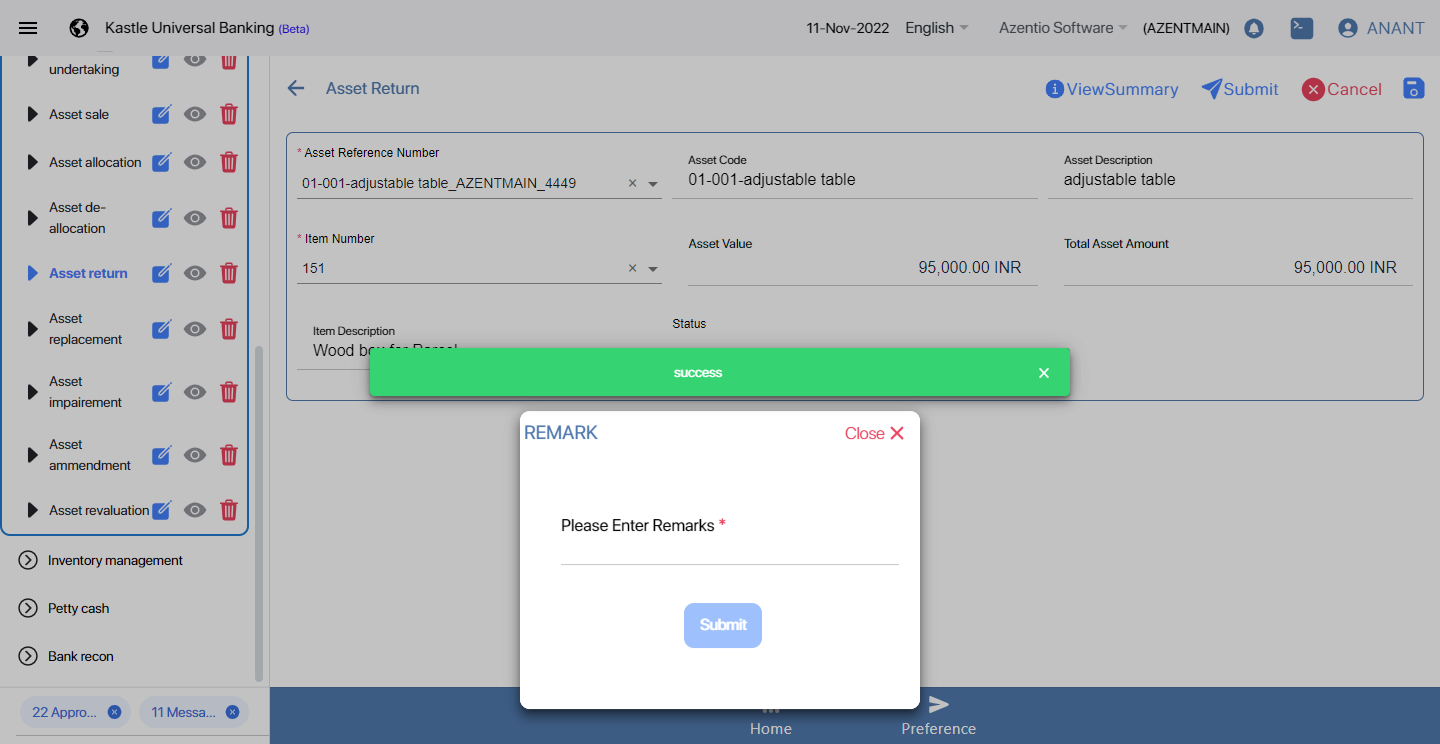 Kastle Universal Banking (Beta)
11-Nov-2022 English Azentio Software (AZENTMAIN) ANANT
undertaking
Asset sale
Asset allocation
Asset de-
allocation
Asset return
Asset
replacement
Asset
impairement
Asset
ammendment
Asset revaluation
Inventory management
Petty cash
Bank recon
22 Appro...
11 Messa...
Asset Return
ViewSummary
Submit
Cancel
* Asset Reference Number
01-001-adjustable table_AZENTMAIN_4449
Asset Code
01-001-adjustable table
Asset Description
adjustable table
* Item Number
151
Asset Value
95,000.00 INR
Total Asset Amount
95,000.00 INR
Item Description
Wood box for Parcel
Status
success
REMARK
Close
Please Enter Remarks *
Submit
Home
Preference